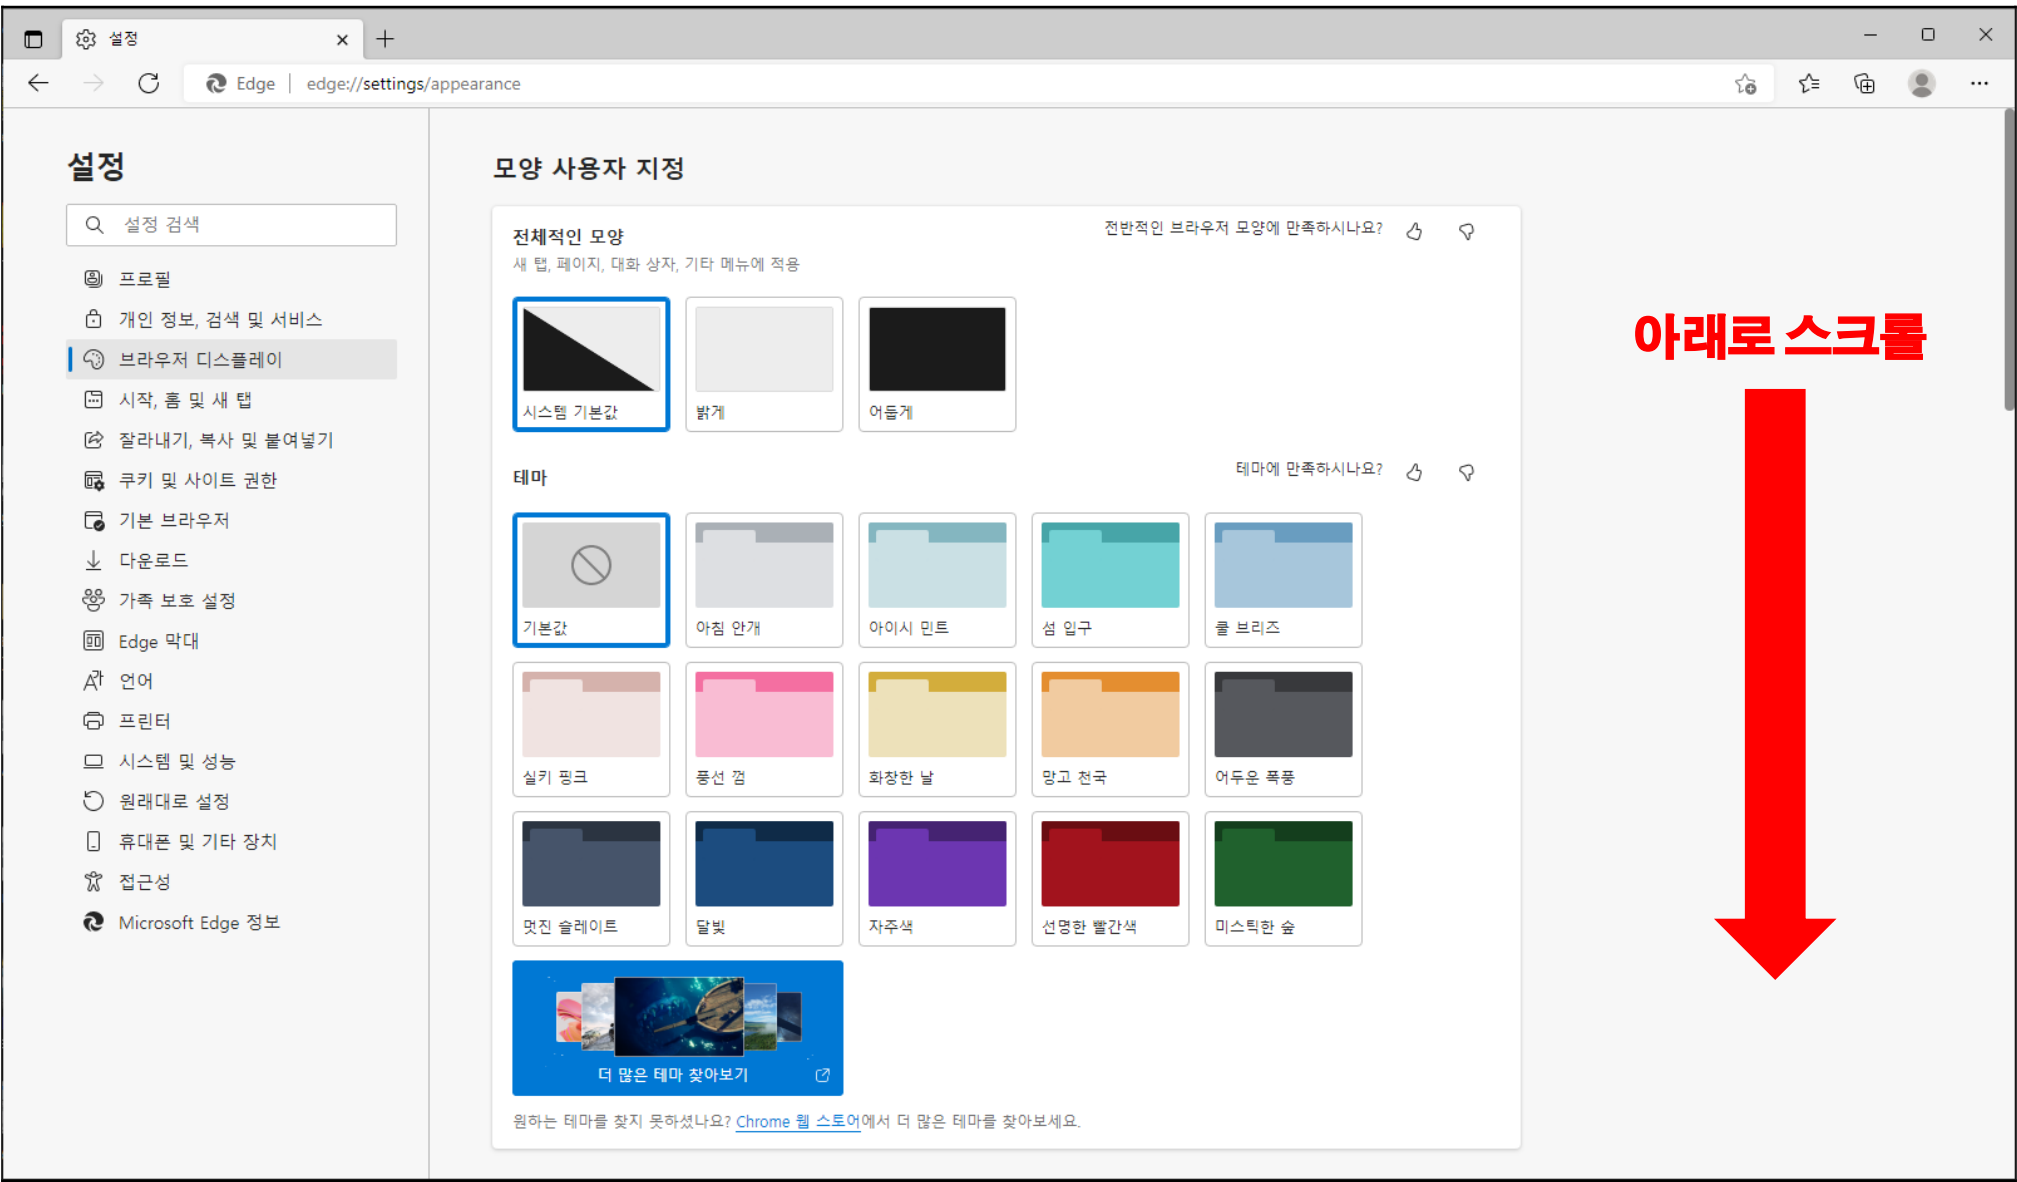 설정
Edge
edge://settings/appearance
설정
설정 검색
프로필
개인 정보, 검색 및 서비스
브라우저 디스플레이
시작, 홈 및 새 탭
잘라내기, 복사 및 붙여넣기
쿠키 및 사이트 권한
기본 브라우저
다운로드
가족 보호 설정
Edge 막대
언어
프린터
시스템 및 성능
원래대로 설정
휴대폰 및 기타 장치
접근성
Microsoft Edge 정보
모양 사용자 지정
전체적인 모양
전반적인 브라우저 모양에 만족하시나요?
새 탭, 페이지, 대화 상자, 기타 메뉴에 적용
시스템 기본값
밝게
어둡게
테마
테마에 만족하시나요?
기본값
아침 안개
아이시 민트
섬 입구
쿨 브리즈
실키 핑크
풍선 껌
화창한 날
망고 천국
어두운 폭풍
멋진 슬레이트
달빛
자주색
선명한 빨간색
미스틱한 숲
더 많은 테마 찾아보기
원하는 테마를 찾지 못하셨나요? Chrome 웹 스토어에서 더 많은 테마를 찾아보세요.
아래로 스크롤